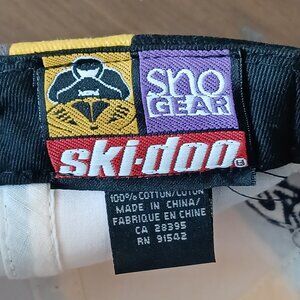 sno
GEAR
ski-doo
100% COTTON/COTON
MADE IN CHINA/
FABRIQUE EN CHINE
CA 28395
RN 91542